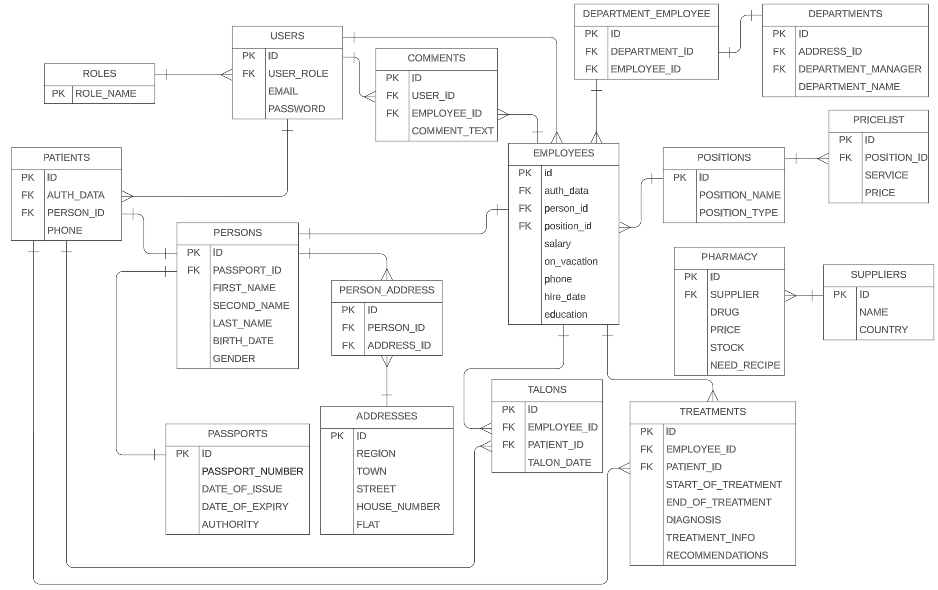 DEPARTMENT_EMPLOYEE
PK ID
FK DEPARTMENT_ID
FK EMPLOYEE_ID
DEPARTMENTS
PK ID
FK ADDRESS_ID
FK DEPARTMENT_MANAGER
DEPARTMENT_NAME
USERS
PK ID
FK USER_ROLE
EMAIL
PASSWORD
COMMENTS
PK ID
FK USER_ID
FK EMPLOYEE_ID
COMMENT_TEXT
ROLES
PK ROLE_NAME
PRICELIST
PK ID
FK POSITION_ID
SERVICE
PRICE
PATIENTS
PK ID
FK AUTH_DATA
FK PERSON_ID
PHONE
EMPLOYEES
PK id
FK auth_data
FK person_id
FK position_id
salary
on_vacation
phone
hire_date
education
POSITIONS
PK ID
POSITION_NAME
POSITION_TYPE
PERSONS
PK ID
FK PASSPORT_ID
FIRST_NAME
SECOND_NAME
LAST_NAME
BIRTH_DATE
GENDER
PERSON_ADDRESS
PK ID
FK PERSON_ID
FK ADDRESS_ID
PHARMACY
PK ID
FK SUPPLIER
DRUG
PRICE
STOCK
NEED_RECIPE
SUPPLIERS
PK ID
NAME
COUNTRY
PASSPORTS
PK ID
PASSPORT_NUMBER
DATE_OF_ISSUE
DATE_OF_EXPIRY
AUTHORITY
ADDRESSES
PK ID
REGION
TOWN
STREET
HOUSE_NUMBER
FLAT
TALONS
PK ID
FK EMPLOYEE_ID
FK PATIENT_ID
TALON_DATE
TREATMENTS
PK ID
FK EMPLOYEE_ID
FK PATIENT_ID
START_OF_TREATMENT
END_OF_TREATMENT
DIAGNOSIS
TREATMENT_INFO
RECOMMENDATIONS